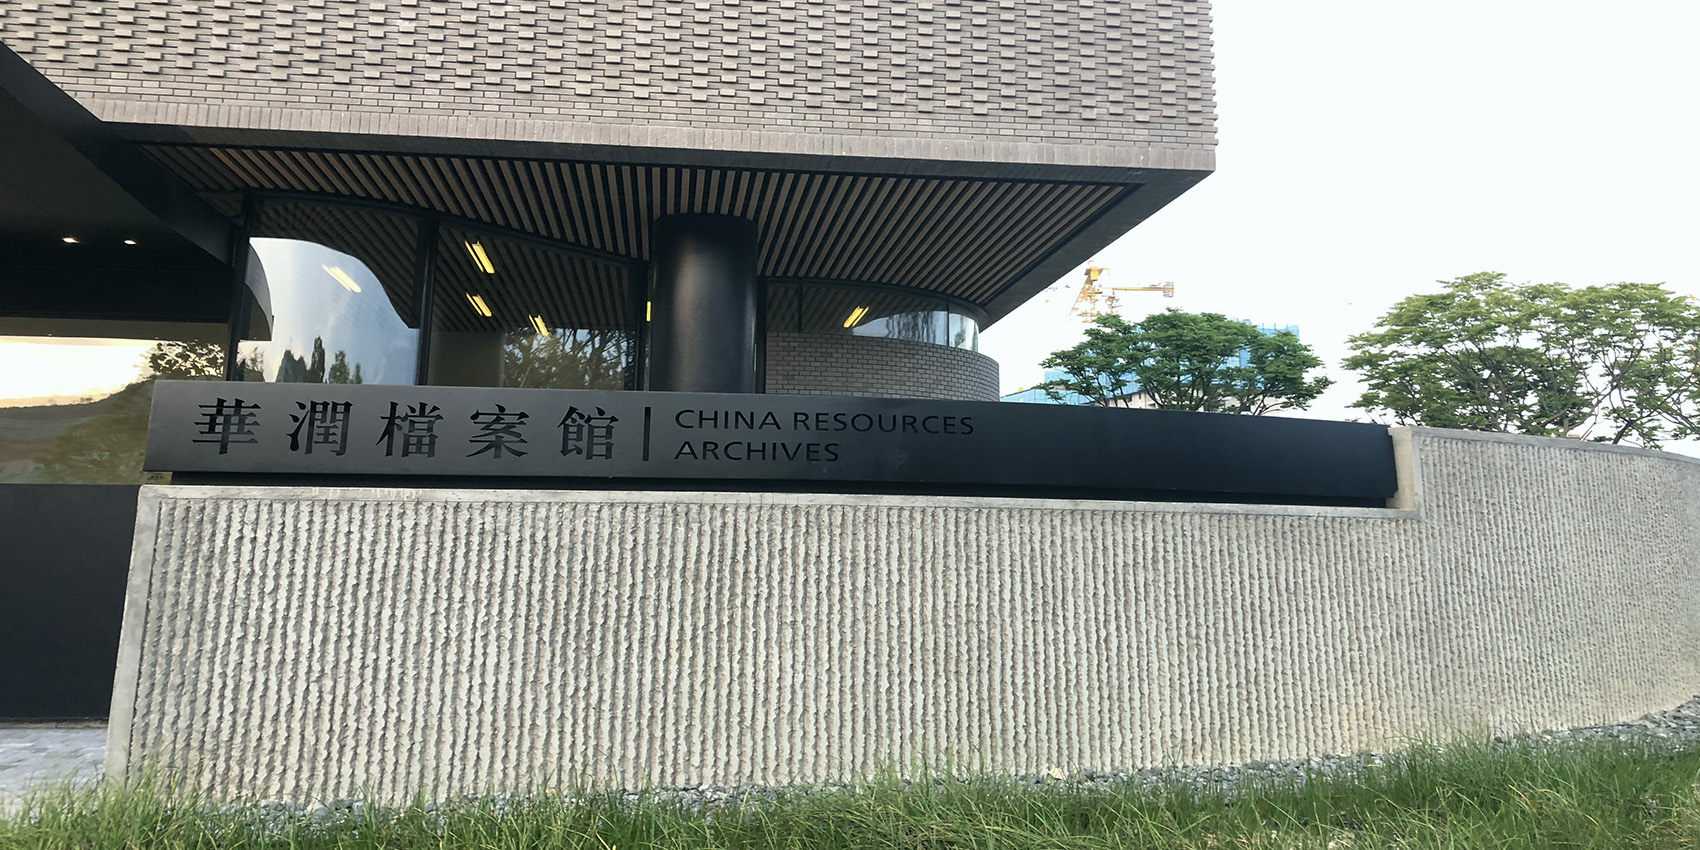 華潤檔案館
CHINA RESOURCES
ARCHIVES